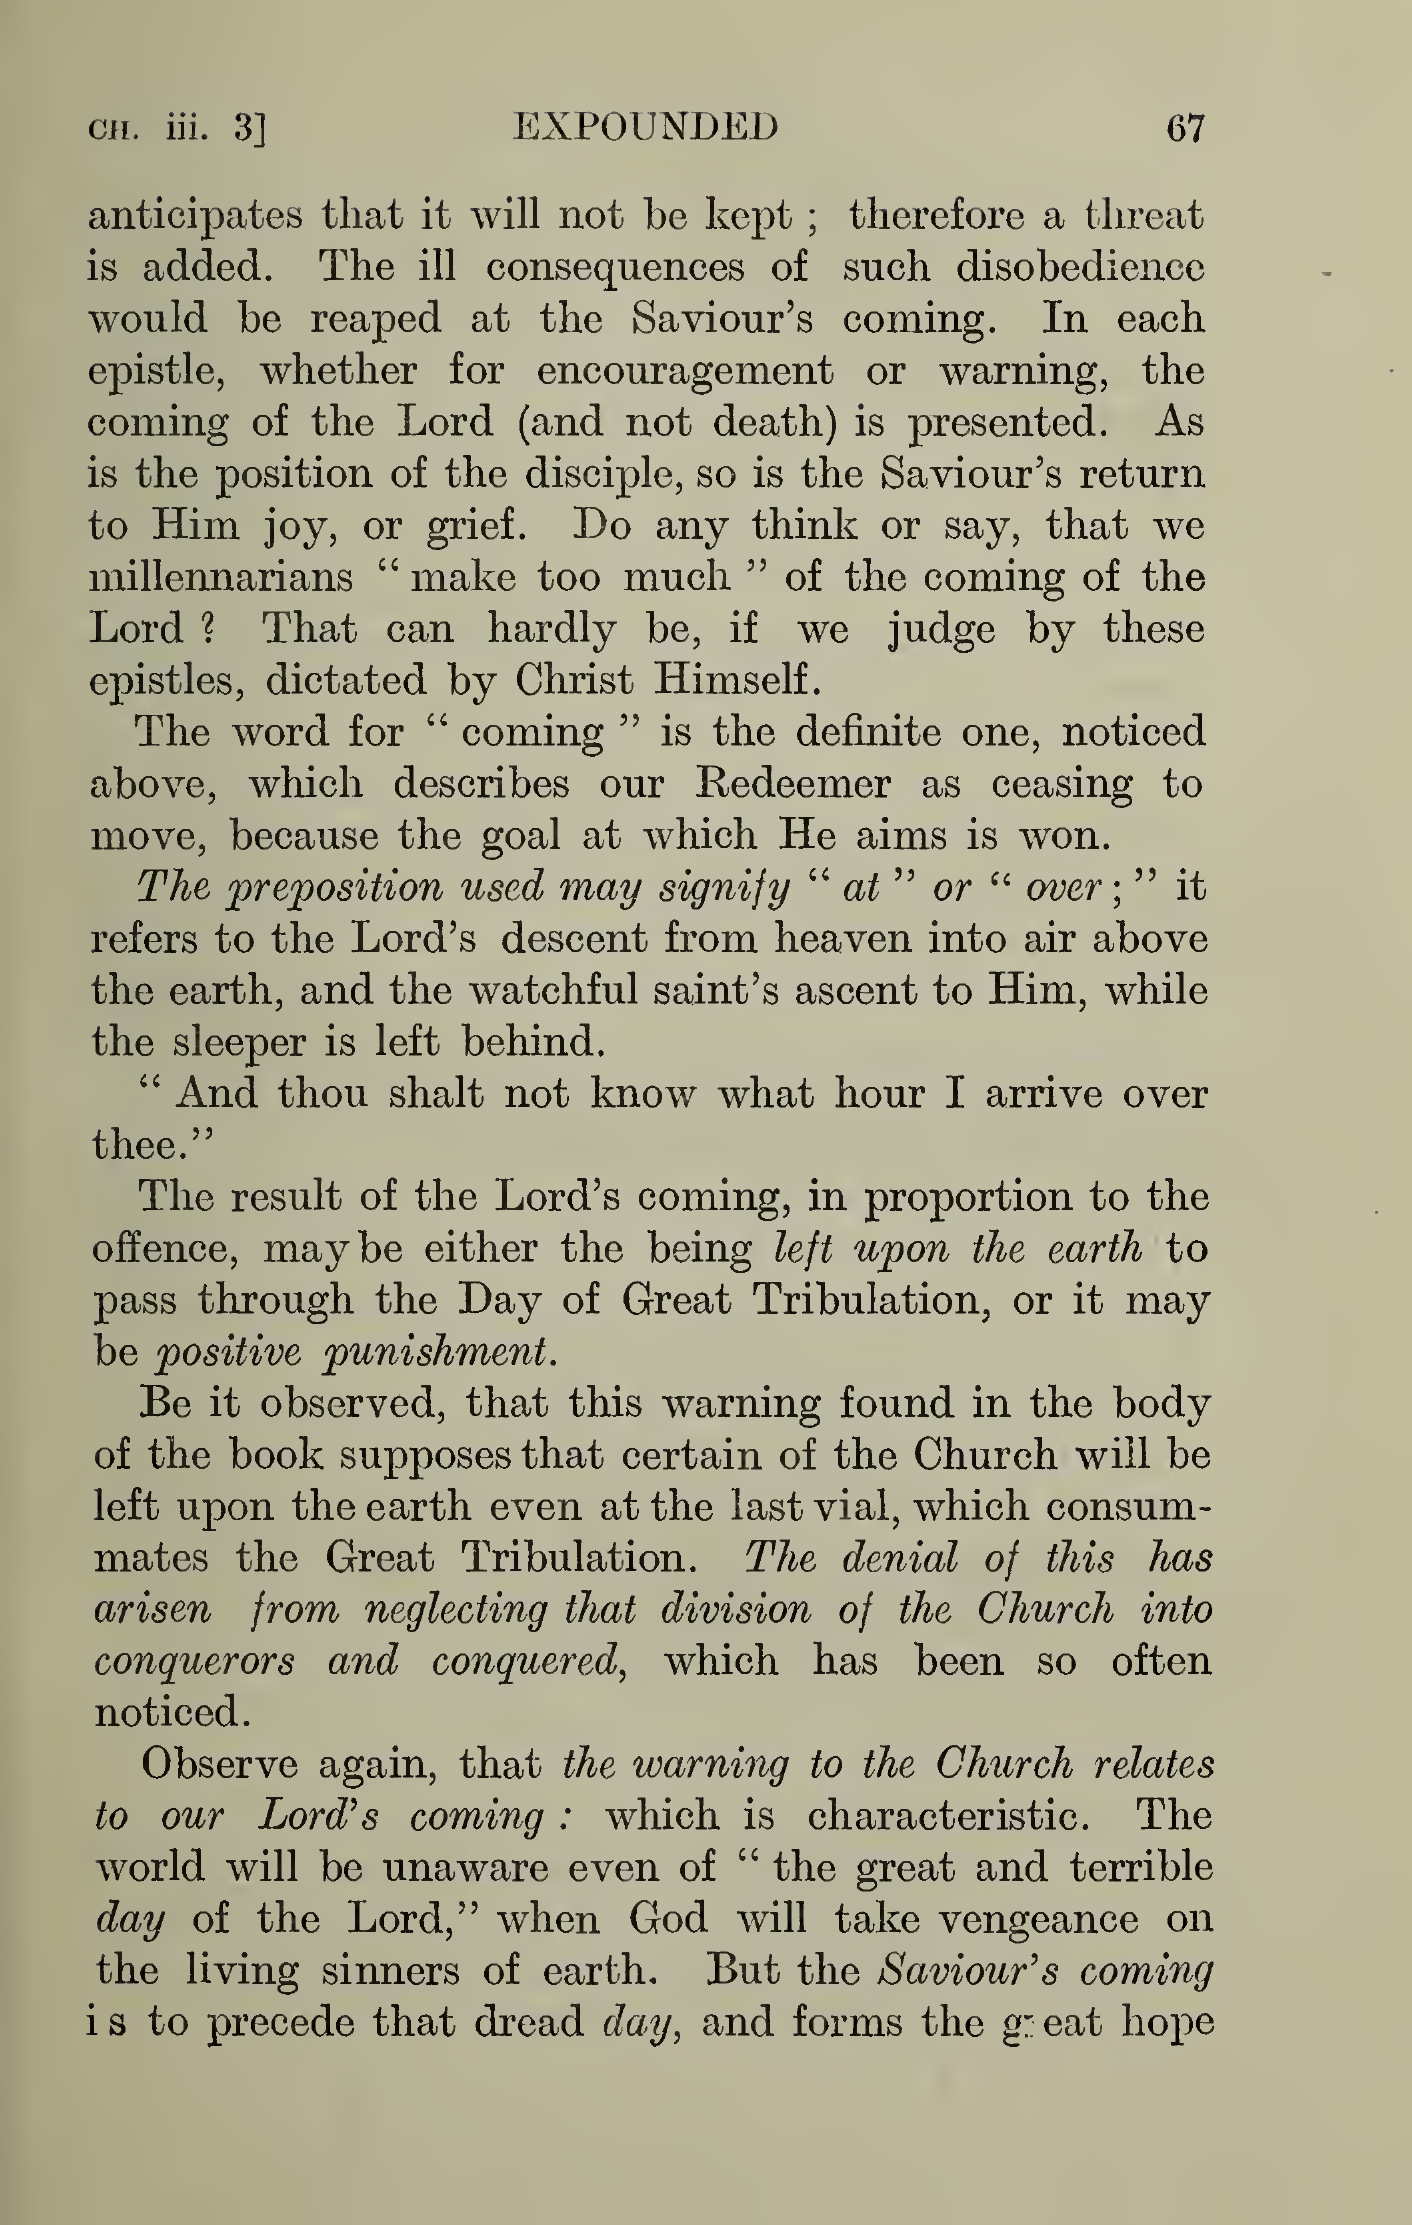 CH. iii. 3] EXPOUNDED 67
anticipates that it will not be kept ; therefore a threat
is added. The ill consequences of such disobedience
would be reaped at the Saviour's coming. In each
epistle, whether for encouragement or warning, the
coming of the Lord (and not death) is presented. As
is the position of the disciple, so is the Saviour's return
to Him joy, or grief. Do any think or say, that we
millennarians “ make too much ” of the coming of the
Lord ? That can hardly be, if we judge by these
epistles, dictated by Christ Himself.
The word for “ coming ” is the definite one, noticed
above, which describes our Redeemer as ceasing to
move, because the goal at which He aims is won.
The preposition used may signify “ at ” or “ over ; ” it
refers to the Lord's descent from heaven into air above
the earth, and the watchful saint's ascent to Him, while
the sleeper is left behind.
“ And thou shalt not know what hour I arrive over
thee.”
The result of the Lord's coming, in proportion to the
offence, may be either the being left upon the earth to
pass through the Day of Great Tribulation, or it may
be positive punishment.
Be it observed, that this warning found in the body
of the book supposes that certain of the Church will be
left upon the earth even at the last vial, which consum-
mates the Great Tribulation. The denial of this has
arisen from neglecting that division of the Church into
conquerors and conquered, which has been so often
noticed.
Observe again, that the warning to the Church relates
to our Lord's coming : which is characteristic. The
world will be unaware even of “ the great and terrible
day of the Lord,” when God will take vengeance on
the living sinners of earth. But the Saviour's coming
is to precede that dread day, and forms the great hope